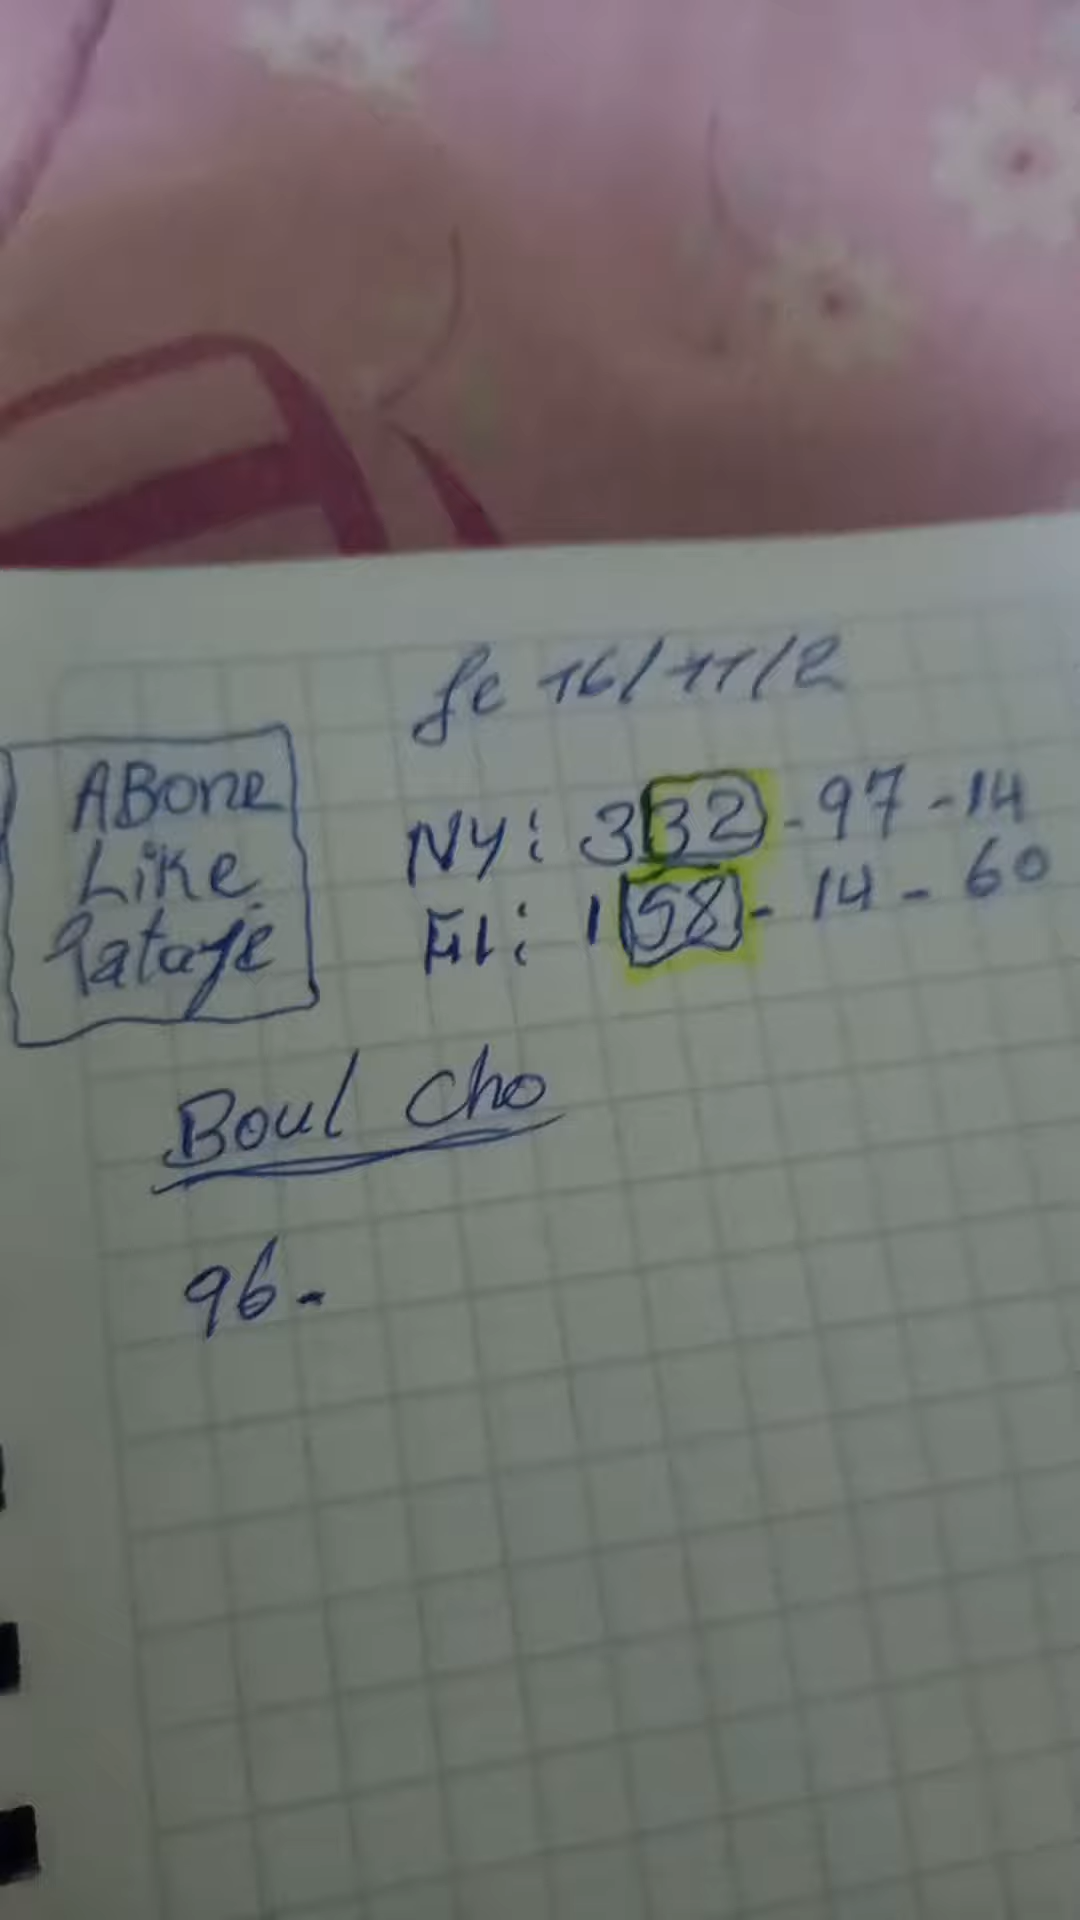 Le 16/11/2
ABone
Like
Pataje
NY: 332-97-14
FL: 158-14-60
Boul Cho
96-